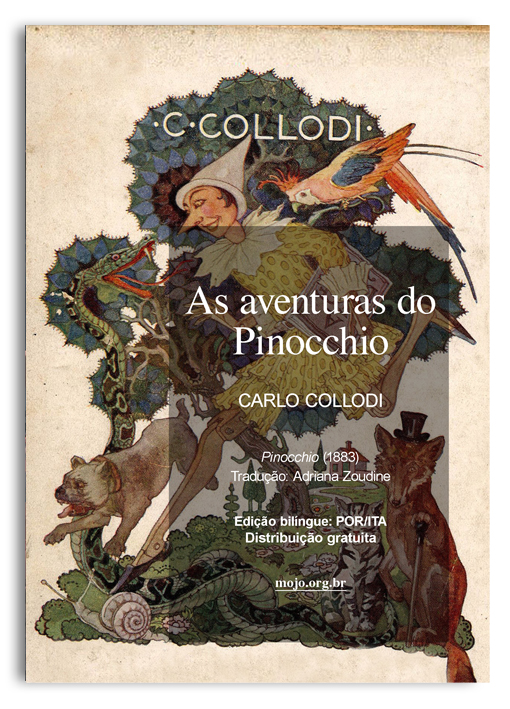 ·C·COLLODI·
As aventuras do
Pinocchio
CARLO COLLODI
Pinocchio (1883)
Tradução: Adriana Zoudine
Edição bilingue: POR/ITA
Distribuição gratuita
mojo.org.br